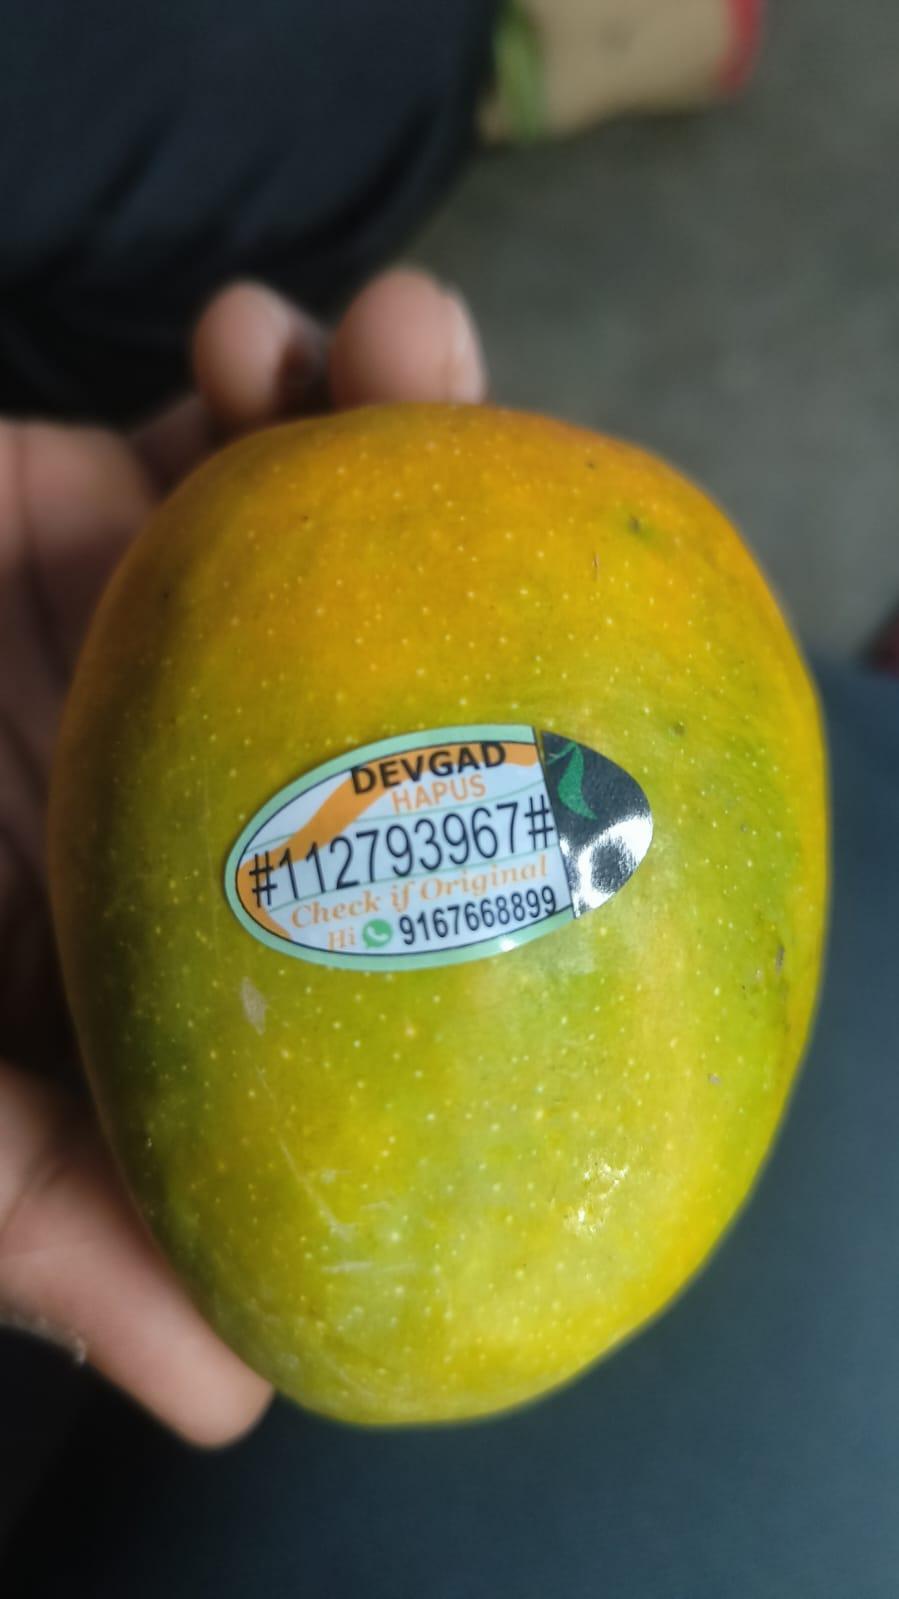 DEVGAD
HAPUS
#112793967#
Check if Original
Hi 9167668899